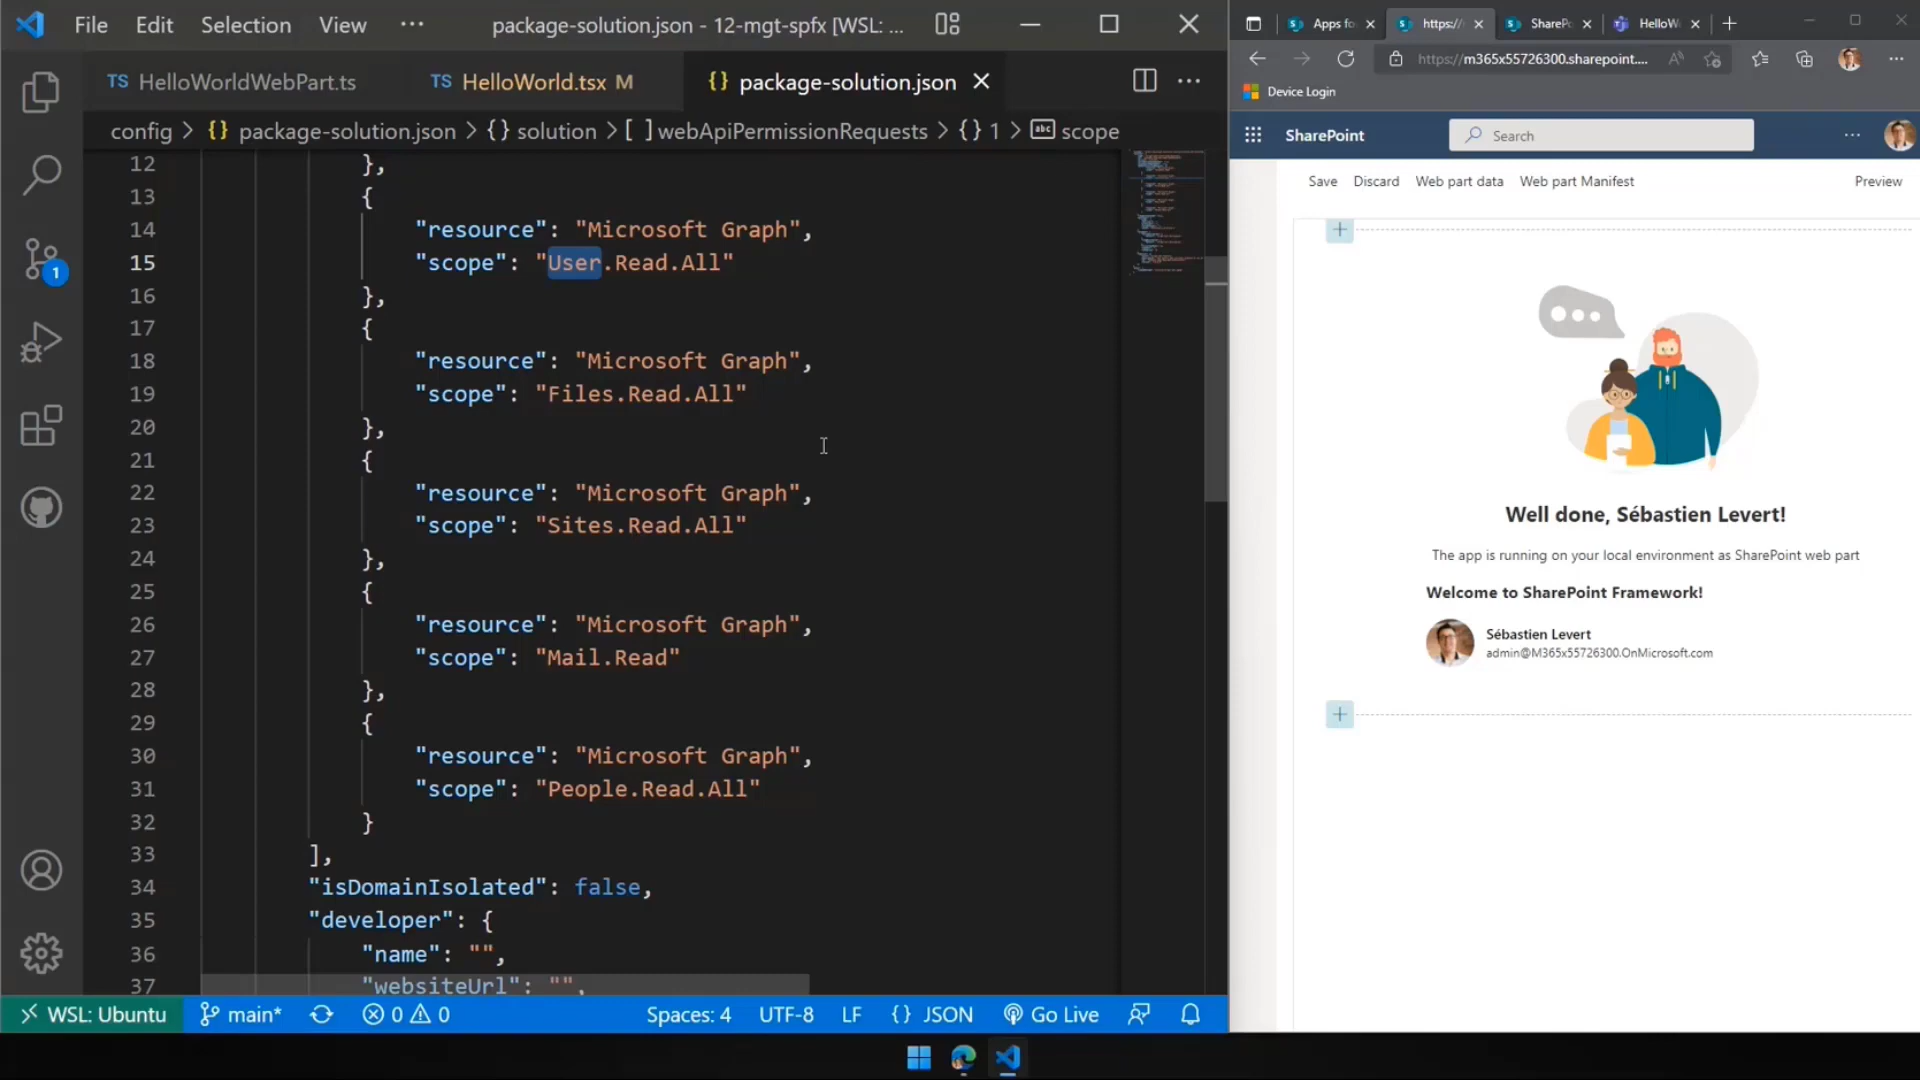 File Edit Selection View ··· package-solution.json - 12-mgt-spfx [WSL: ...
TS HelloWorldWebPart.ts TS HelloWorld.tsx M {} package-solution.json
config > {} package-solution.json > {} solution > [ ] webApiPermissionRequests > {} 1 > abc scope
12 },
13 {
14 "resource": "Microsoft Graph",
15 "scope": "User.Read.All"
16 },
17 {
18 "resource": "Microsoft Graph",
19 "scope": "Files.Read.All"
20 },
21 {
22 "resource": "Microsoft Graph",
23 "scope": "Sites.Read.All"
24 },
25 {
26 "resource": "Microsoft Graph",
27 "scope": "Mail.Read"
28 },
29 {
30 "resource": "Microsoft Graph",
31 "scope": "People.Read.All"
32 }
33 ],
34 "isDomainIsolated": false,
35 "developer": {
36 "name": "",
37 "websiteUrl": "",
1
WSL: Ubuntu main* 0 0 Spaces: 4 UTF-8 LF {} JSON Go Live
Apps fo https:// SharePo HelloW
https://m365x55726300.sharepoint....
Device Login
SharePoint Search ···
Save Discard Web part data Web part Manifest Preview
Well done, Sébastien Levert!
The app is running on your local environment as SharePoint web part
Welcome to SharePoint Framework!
Sébastien Levert
admin@M365x55726300.OnMicrosoft.com